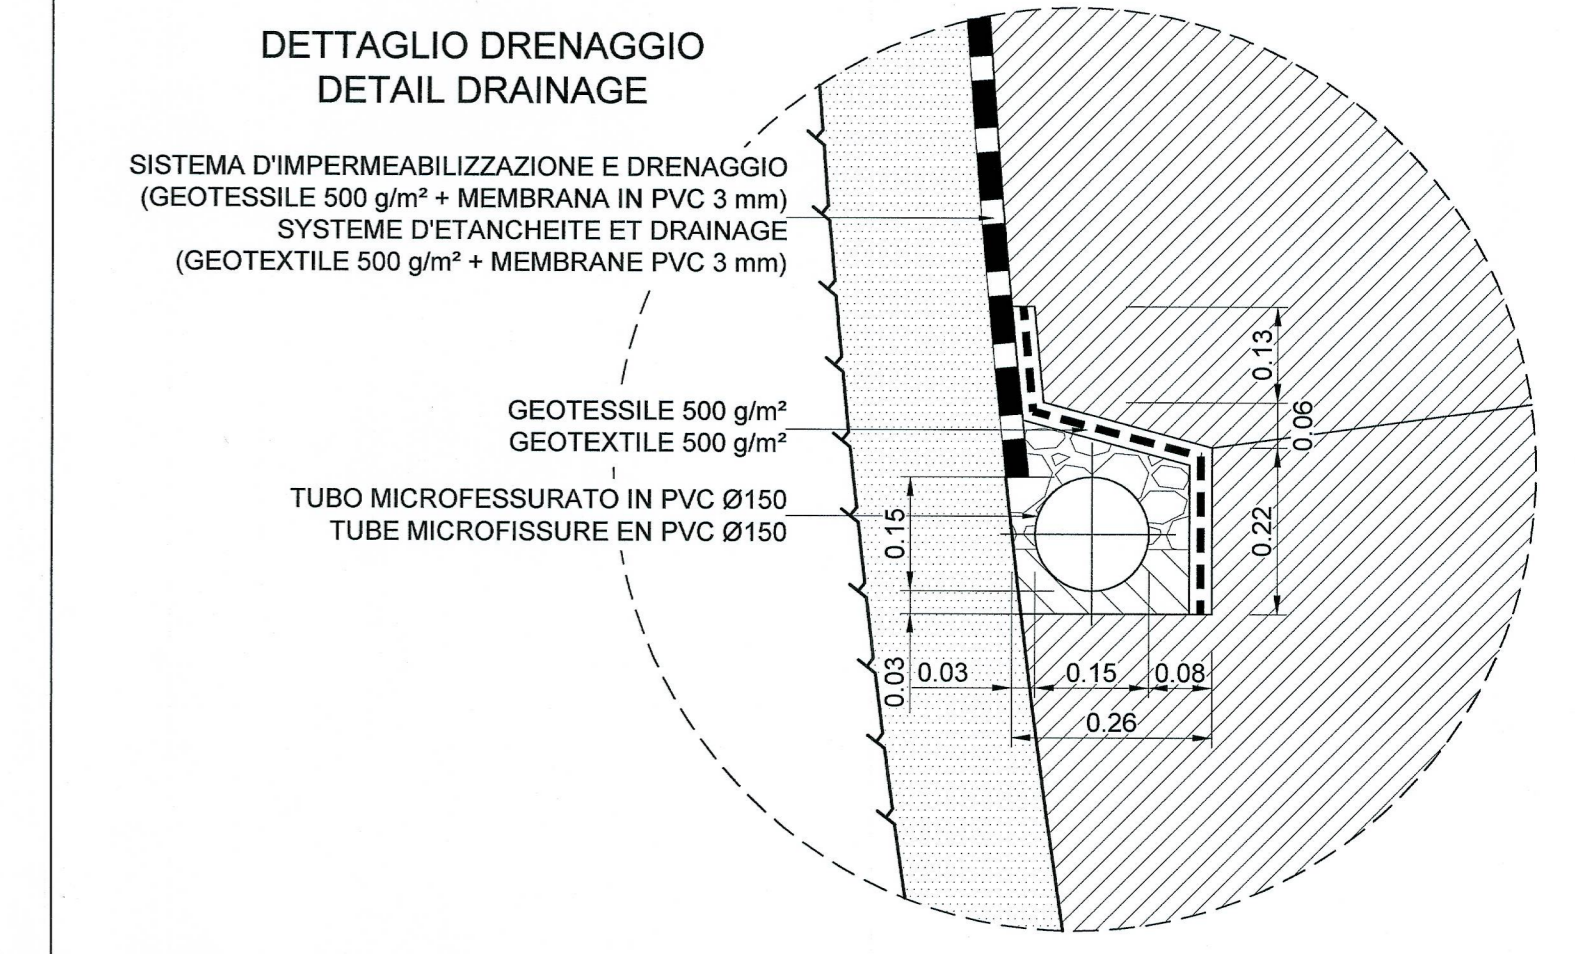 DETTAGLIO DRENAGGIO
DETAIL DRAINAGE
SISTEMA D'IMPERMEABILIZZAZIONE E DRENAGGIO
(GEOTESSILE 500 g/m² + MEMBRANA IN PVC 3 mm)
SYSTEME D'ETANCHEITE ET DRAINAGE
(GEOTEXTILE 500 g/m² + MEMBRANE PVC 3 mm)
GEOTESSILE 500 g/m²
GEOTEXTILE 500 g/m²
TUBO MICROFESSURATO IN PVC Ø150
TUBE MICROFISSURE EN PVC Ø150
0.13
0.06
0.22
0.15
0.03
0.03
0.15
0.08
0.26